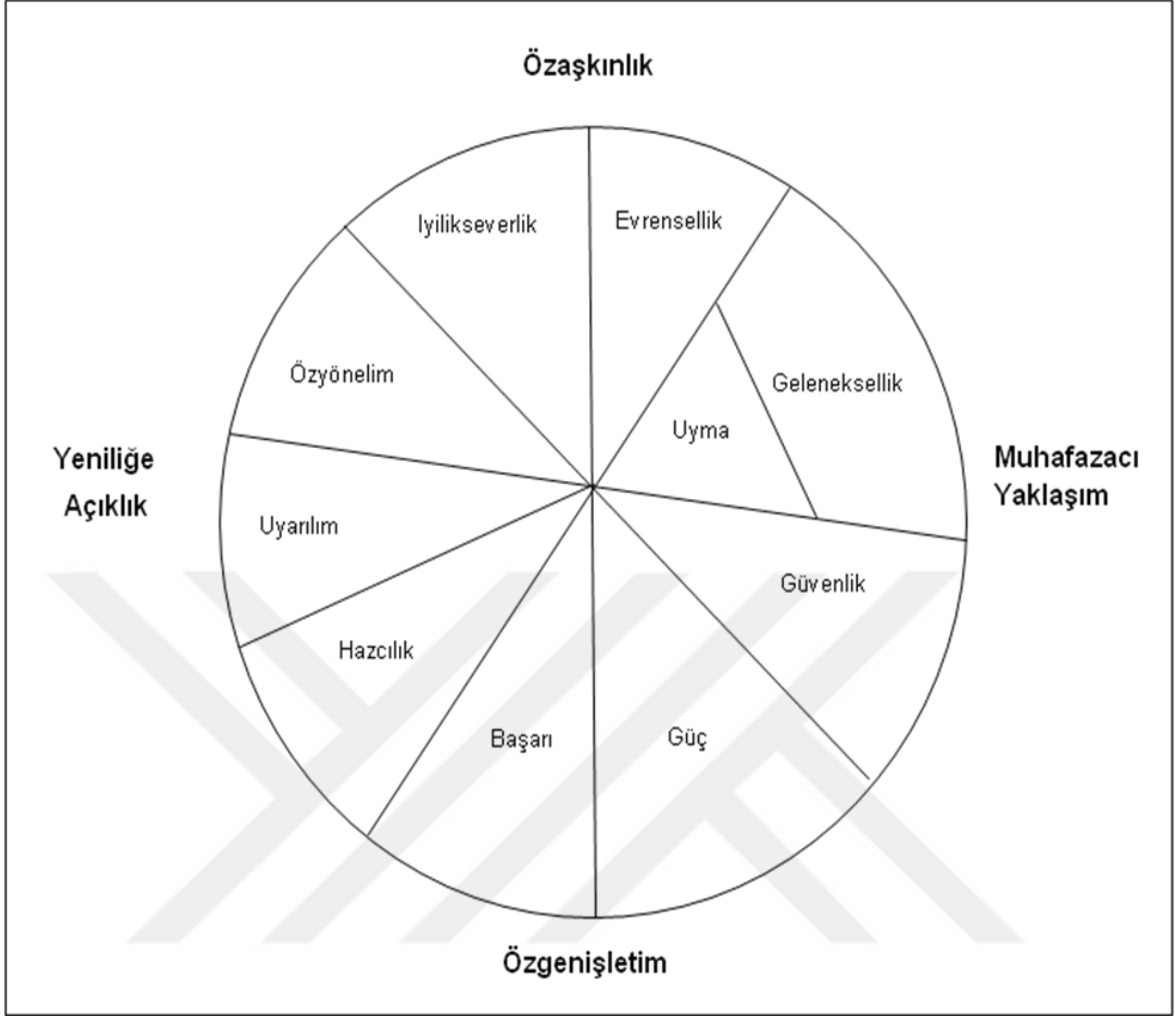 Özaşkınlık
Iyilikseverlik
Evrensellik
Özyönelim
Geleneksellik
Uyma
Yeniliğe
Açıklık
Muhafazacı
Yaklaşım
Uyarılım
Güvenlik
Hazcılık
Başarı
Güç
Özgenişletim